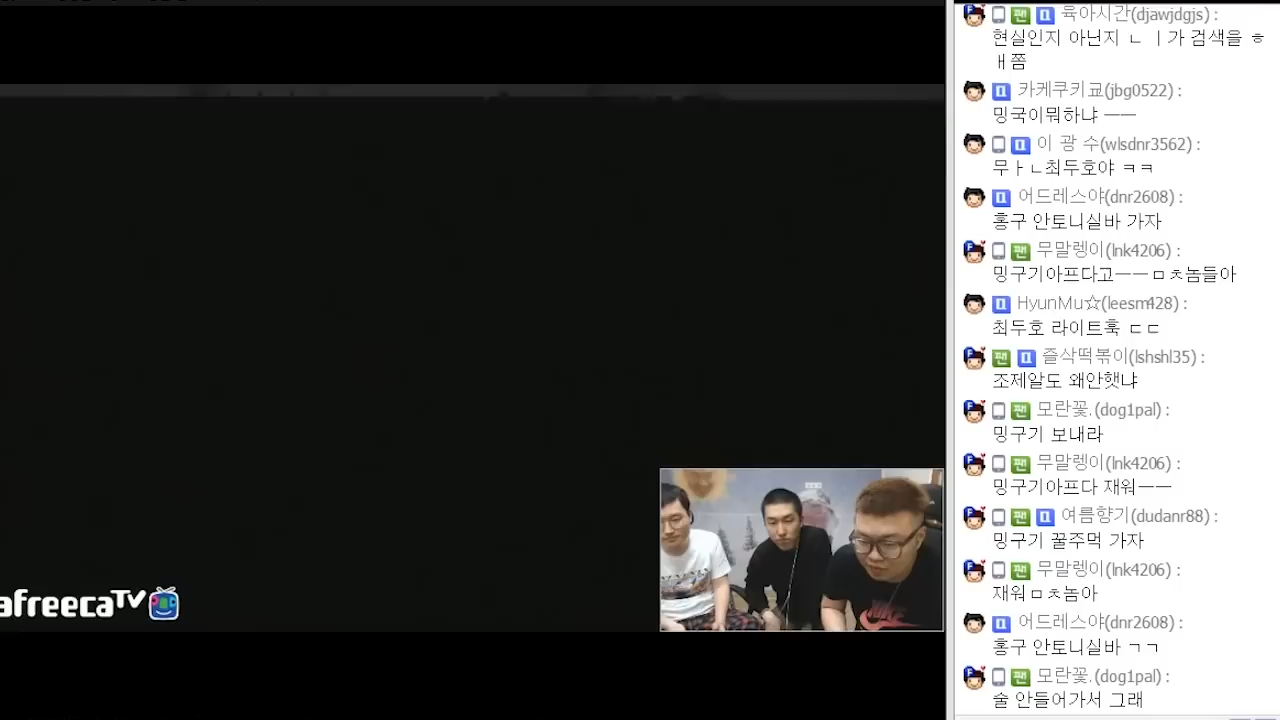 육아시간(djawjdgjs) :
현실인지 아닌지 ㄴ ㅣ가 검색을 ㅎ
ㅐ쫌
카케쿠키쿄(jbg0522) :
밍국이뭐하냐 ㅡㅡ
이 광 수(wlsdnr3562) :
무ㅏㄴ최두호야 ㅋㅋ
어드레스야(dnr2608) :
홍구 안토니실바 가자
무말렝이(lnk4206) :
밍구기아프다고ㅡㅡㅁㅊ놈들아
HyunMu☆(leesm428) :
최두호 라이트훅 ㄷㄷ
즐삭떡볶이(lshshl35) :
조제알도 왜안햇냐
모란꽃.(dog1pal) :
밍구기 보내라
무말렝이(lnk4206) :
밍구기아프다 재워ㅡㅡ
여름향기(dudanr88) :
밍구기 꿀주먹 가자
무말렝이(lnk4206) :
재워ㅁㅊ놈아
어드레스야(dnr2608) :
홍구 안토니실바 ㄱㄱ
afreecaTV
모란꽃.(dog1pal) :
술 안들어가서 그래